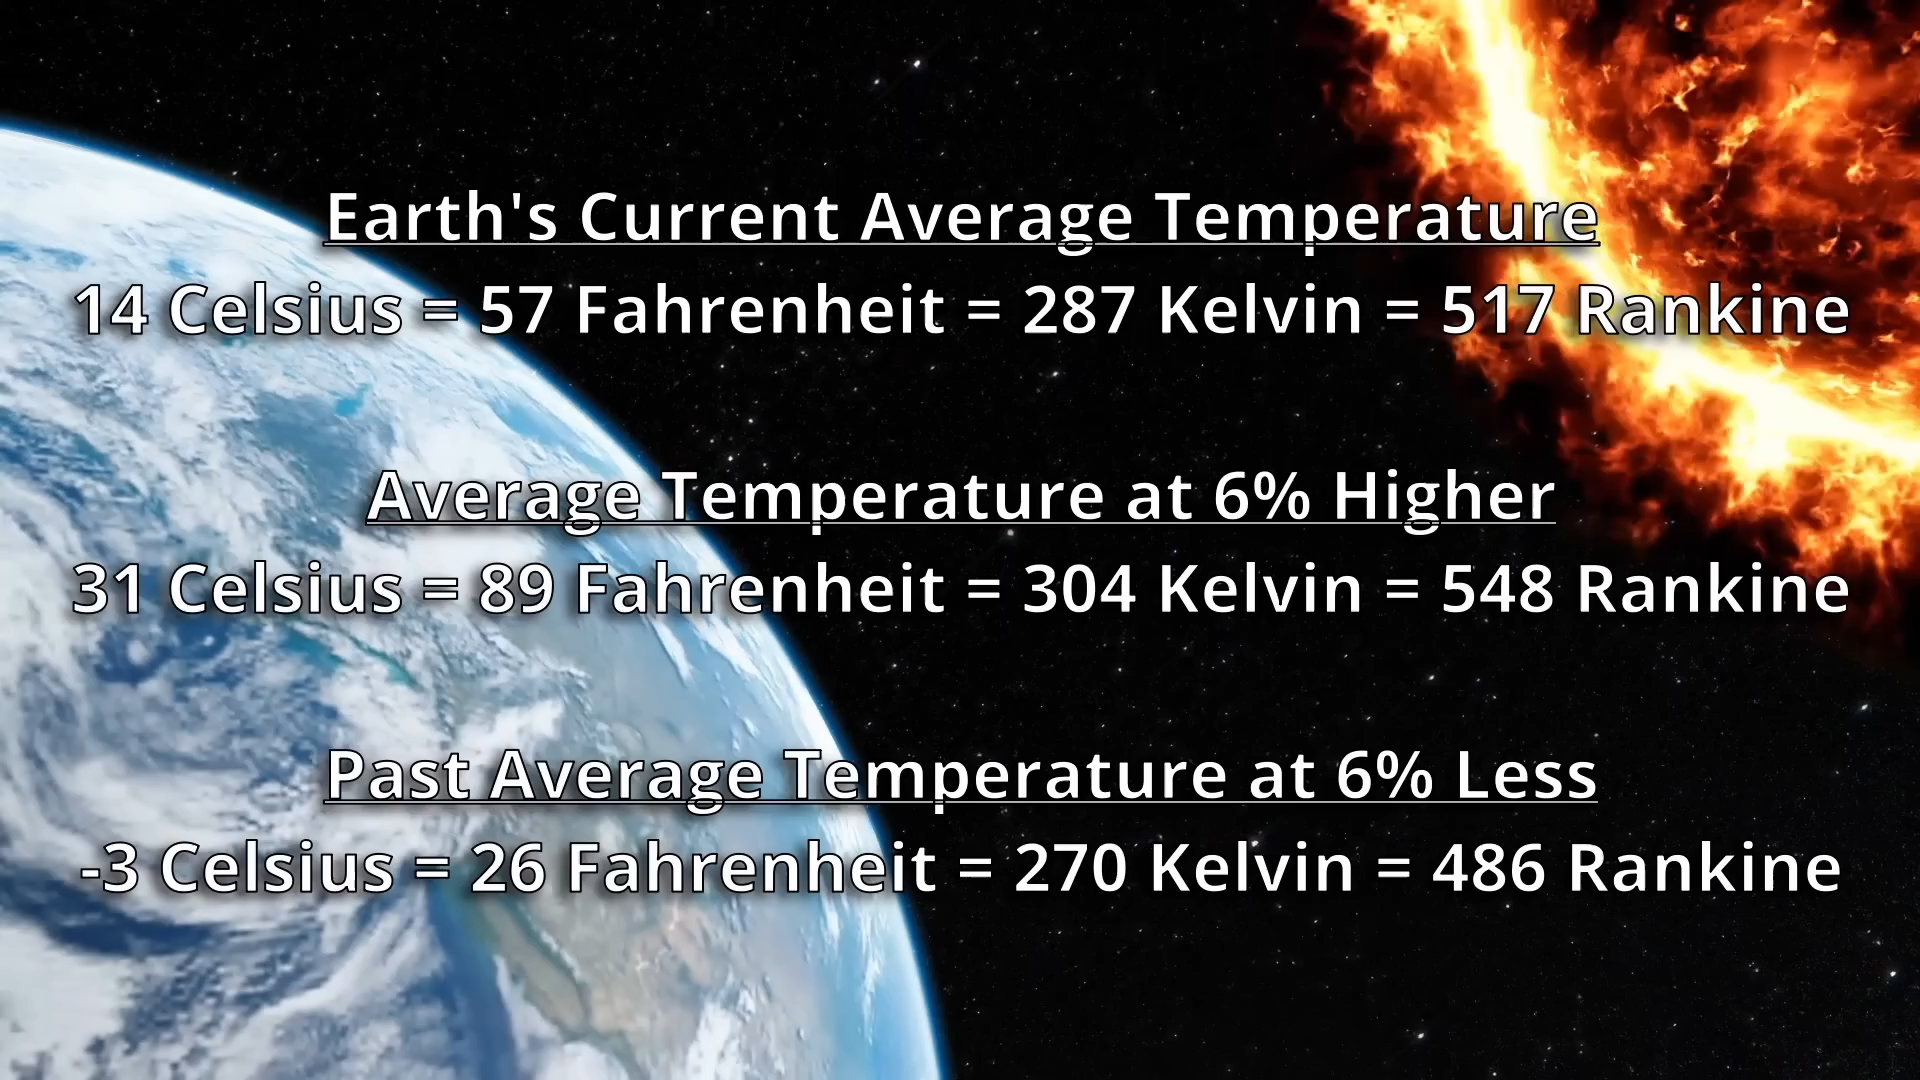 Earth's Current Average Temperature
14 Celsius = 57 Fahrenheit = 287 Kelvin = 517 Rankine
Average Temperature at 6% Higher
31 Celsius = 89 Fahrenheit = 304 Kelvin = 548 Rankine
Past Average Temperature at 6% Less
-3 Celsius = 26 Fahrenheit = 270 Kelvin = 486 Rankine